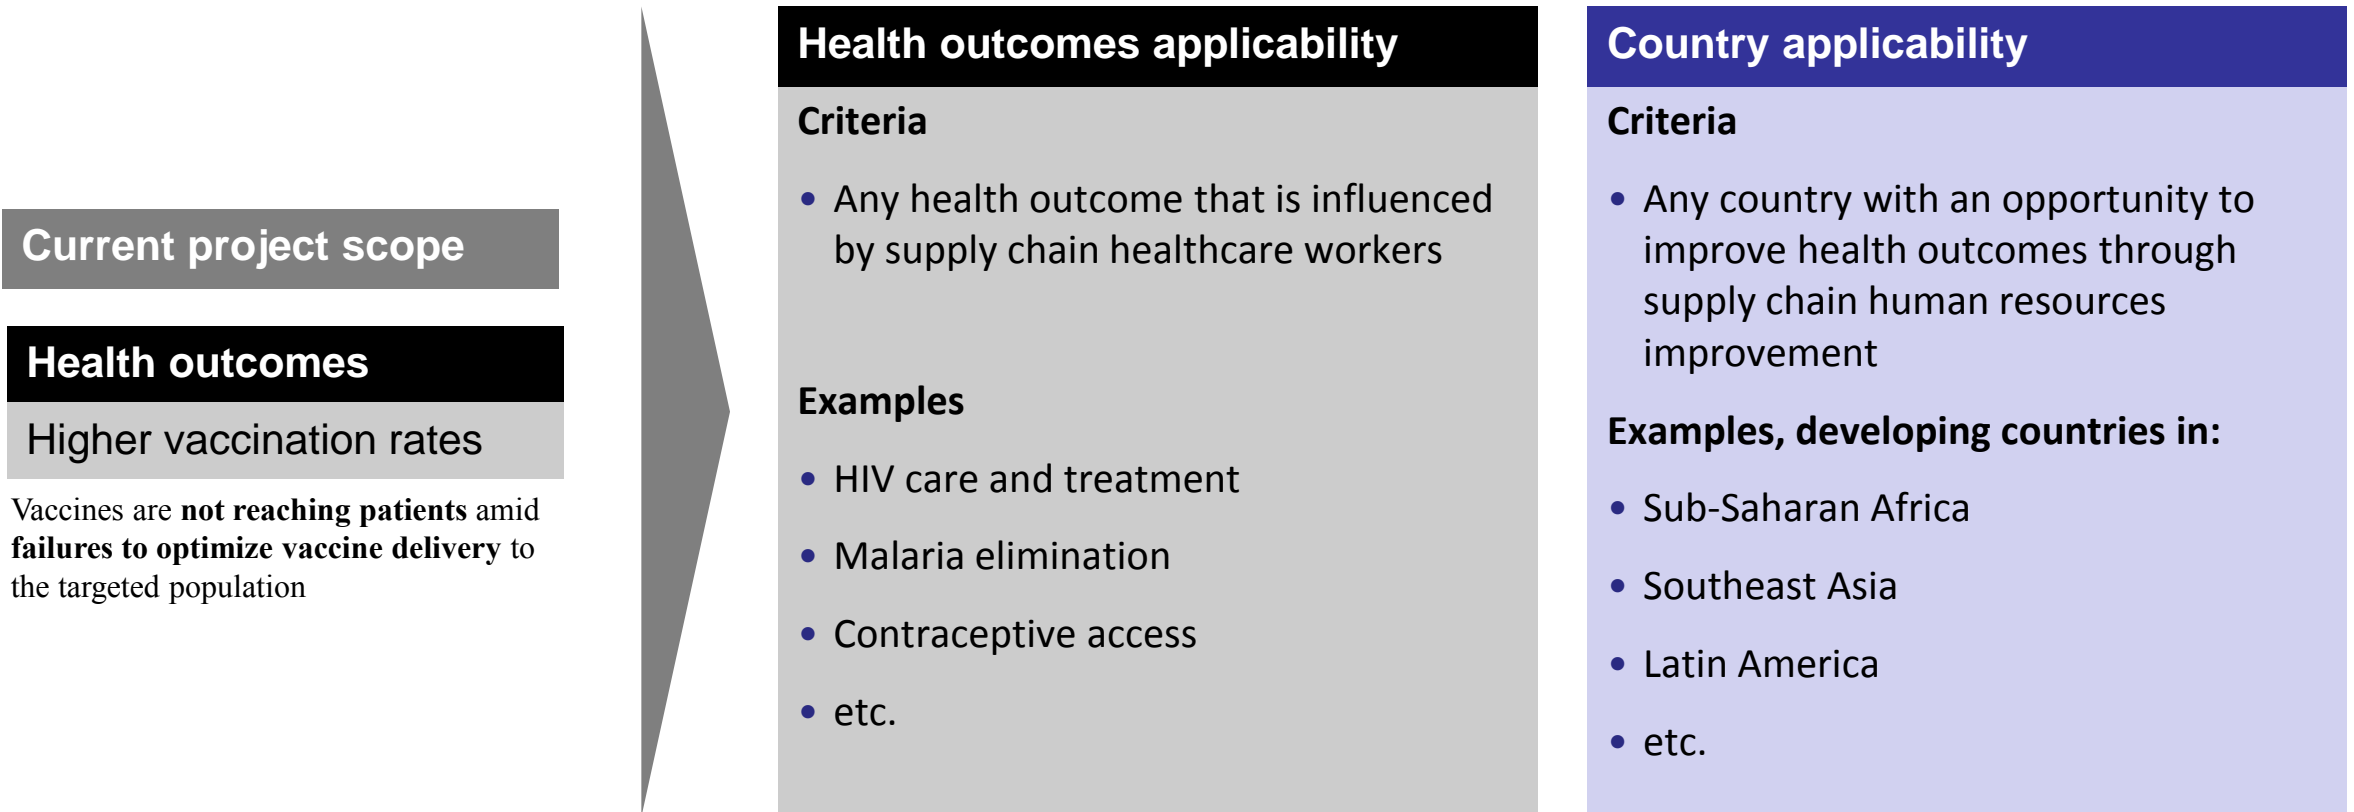 Current project scope
Health outcomes
Higher vaccination rates
Vaccines are not reaching patients amid
failures to optimize vaccine delivery to
the targeted population
Health outcomes applicability
Criteria
• Any health outcome that is influenced
by supply chain healthcare workers
Examples
• HIV care and treatment
• Malaria elimination
• Contraceptive access
• etc.
Country applicability
Criteria
• Any country with an opportunity to
improve health outcomes through
supply chain human resources
improvement
Examples, developing countries in:
• Sub-Saharan Africa
• Southeast Asia
• Latin America
• etc.